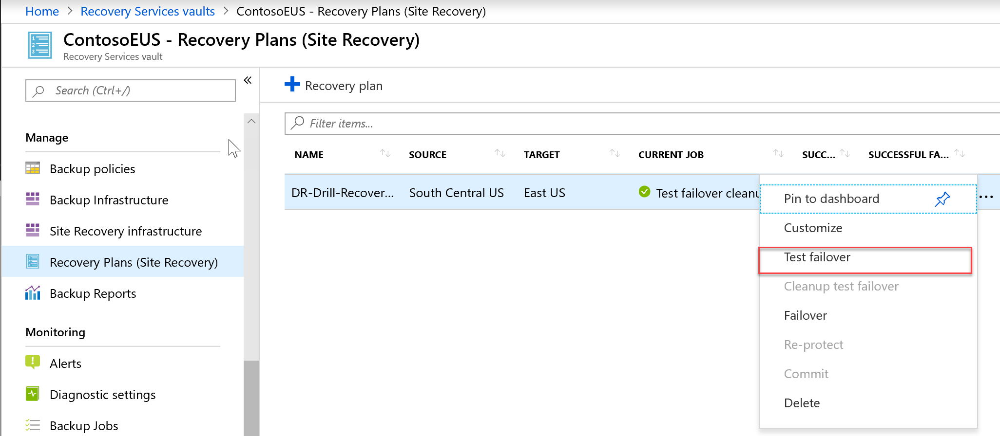 Home > Recovery Services vaults > ContosoEUS - Recovery Plans (Site Recovery)
ContosoEUS - Recovery Plans (Site Recovery)
Recovery Services vault
Search (Ctrl+/)
«
Manage
Backup policies
Backup Infrastructure
Site Recovery infrastructure
Recovery Plans (Site Recovery)
Backup Reports
Monitoring
Alerts
Diagnostic settings
Backup Jobs
Recovery plan
Filter items...
NAME SOURCE TARGET CURRENT JOB SUCC... SUCCESSFUL FA...
DR-Drill-Recover... South Central US East US Test failover cleanu ...
Pin to dashboard
Customize
Test failover
Cleanup test failover
Failover
Re-protect
Commit
Delete